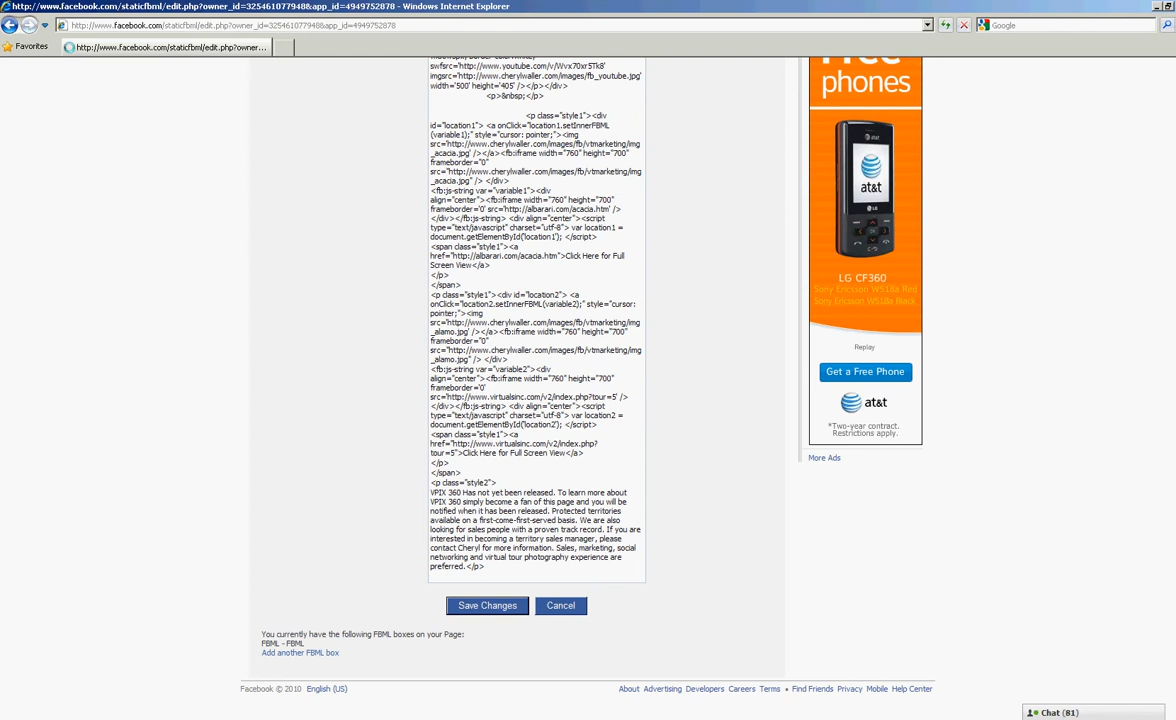 http://www.facebook.com/staticfbml/edit.php?owner_id=325461077948&app_id=4949752878 - Windows Internet Explorer
http://www.facebook.com/staticfbml/edit.php?owner_id=325461077948&app_id=4949752878
Google
Favorites
http://www.facebook.com/staticfbml/edit.php?owner...
swfsrc='http://www.youtube.com/v/Wvx70xr5Tk8'
imgsrc='http://www.cherylwaller.com/images/fb_youtube.jpg'
width='500' height='405' /></p></div>
<p>&nbsp;</p>
<p class="style1"><div
id="location1"> <a onClick="location1.setInnerFBML
(variable1);" style="cursor: pointer;"><img
src="http://www.cherylwaller.com/images/fb/vtmarketing/img
_acacia.jpg' /></a><fb:iframe width="760" height="700"
frameborder="0"
src="http://www.cherylwaller.com/images/fb/vtmarketing/img
_acacia.jpg" /> </div>
<fb:js-string var="variable1"><div
align="center"><fb:iframe width="760" height="700"
frameborder='0' src='http://albarari.com/acacia.htm' />
</div></fb:js-string> <div align="center"><script
type="text/javascript" charset="utf-8"> var location1 =
document.getElementById('location1'); </script>
<span class="style1"><a
href="http://albarari.com/acacia.htm">Click Here for Full
Screen View</a>
</p>
</span>
<p class="style1"><div id="location2"> <a
onClick="location2.setInnerFBML(variable2);" style="cursor:
pointer;"><img
src="http://www.cherylwaller.com/images/fb/vtmarketing/img
_alamo.jpg' /></a><fb:iframe width="760" height="700"
frameborder="0"
src="http://www.cherylwaller.com/images/fb/vtmarketing/img
_alamo.jpg" /> </div>
<fb:js-string var="variable2"><div
align="center"><fb:iframe width="760" height="700"
frameborder='0'
src='http://www.virtualsinc.com/v2/index.php?tour=5' />
</div></fb:js-string> <div align="center"><script
type="text/javascript" charset="utf-8"> var location2 =
document.getElementById('location2'); </script>
<span class="style1"><a
href="http://www.virtualsinc.com/v2/index.php?
tour=5">Click Here for Full Screen View</a>
</p>
</span>
<p class="style2">
VPIX 360 Has not yet been released. To learn more about
VPIX 360 simply become a fan of this page and you will be
notified when it has been released. Protected territories
available on a first-come-first-served basis. We are also
looking for sales people with a proven track record. If you are
interested in becoming a territory sales manager, please
contact Cheryl for more information. Sales, marketing, social
networking and virtual tour photography experience are
preferred.</p>
Save Changes
Cancel
You currently have the following FBML boxes on your Page:
FBML - FBML
Add another FBML box
Free
phones
at&t
LG
LG CF360
Sony Ericsson W518a Red
Sony Ericsson W518a Black
Replay
Get a Free Phone
at&t
*Two-year contract.
Restrictions apply.
More Ads
Facebook © 2010 English (US)
About Advertising Developers Careers Terms • Find Friends Privacy Mobile Help Center
Chat (81)